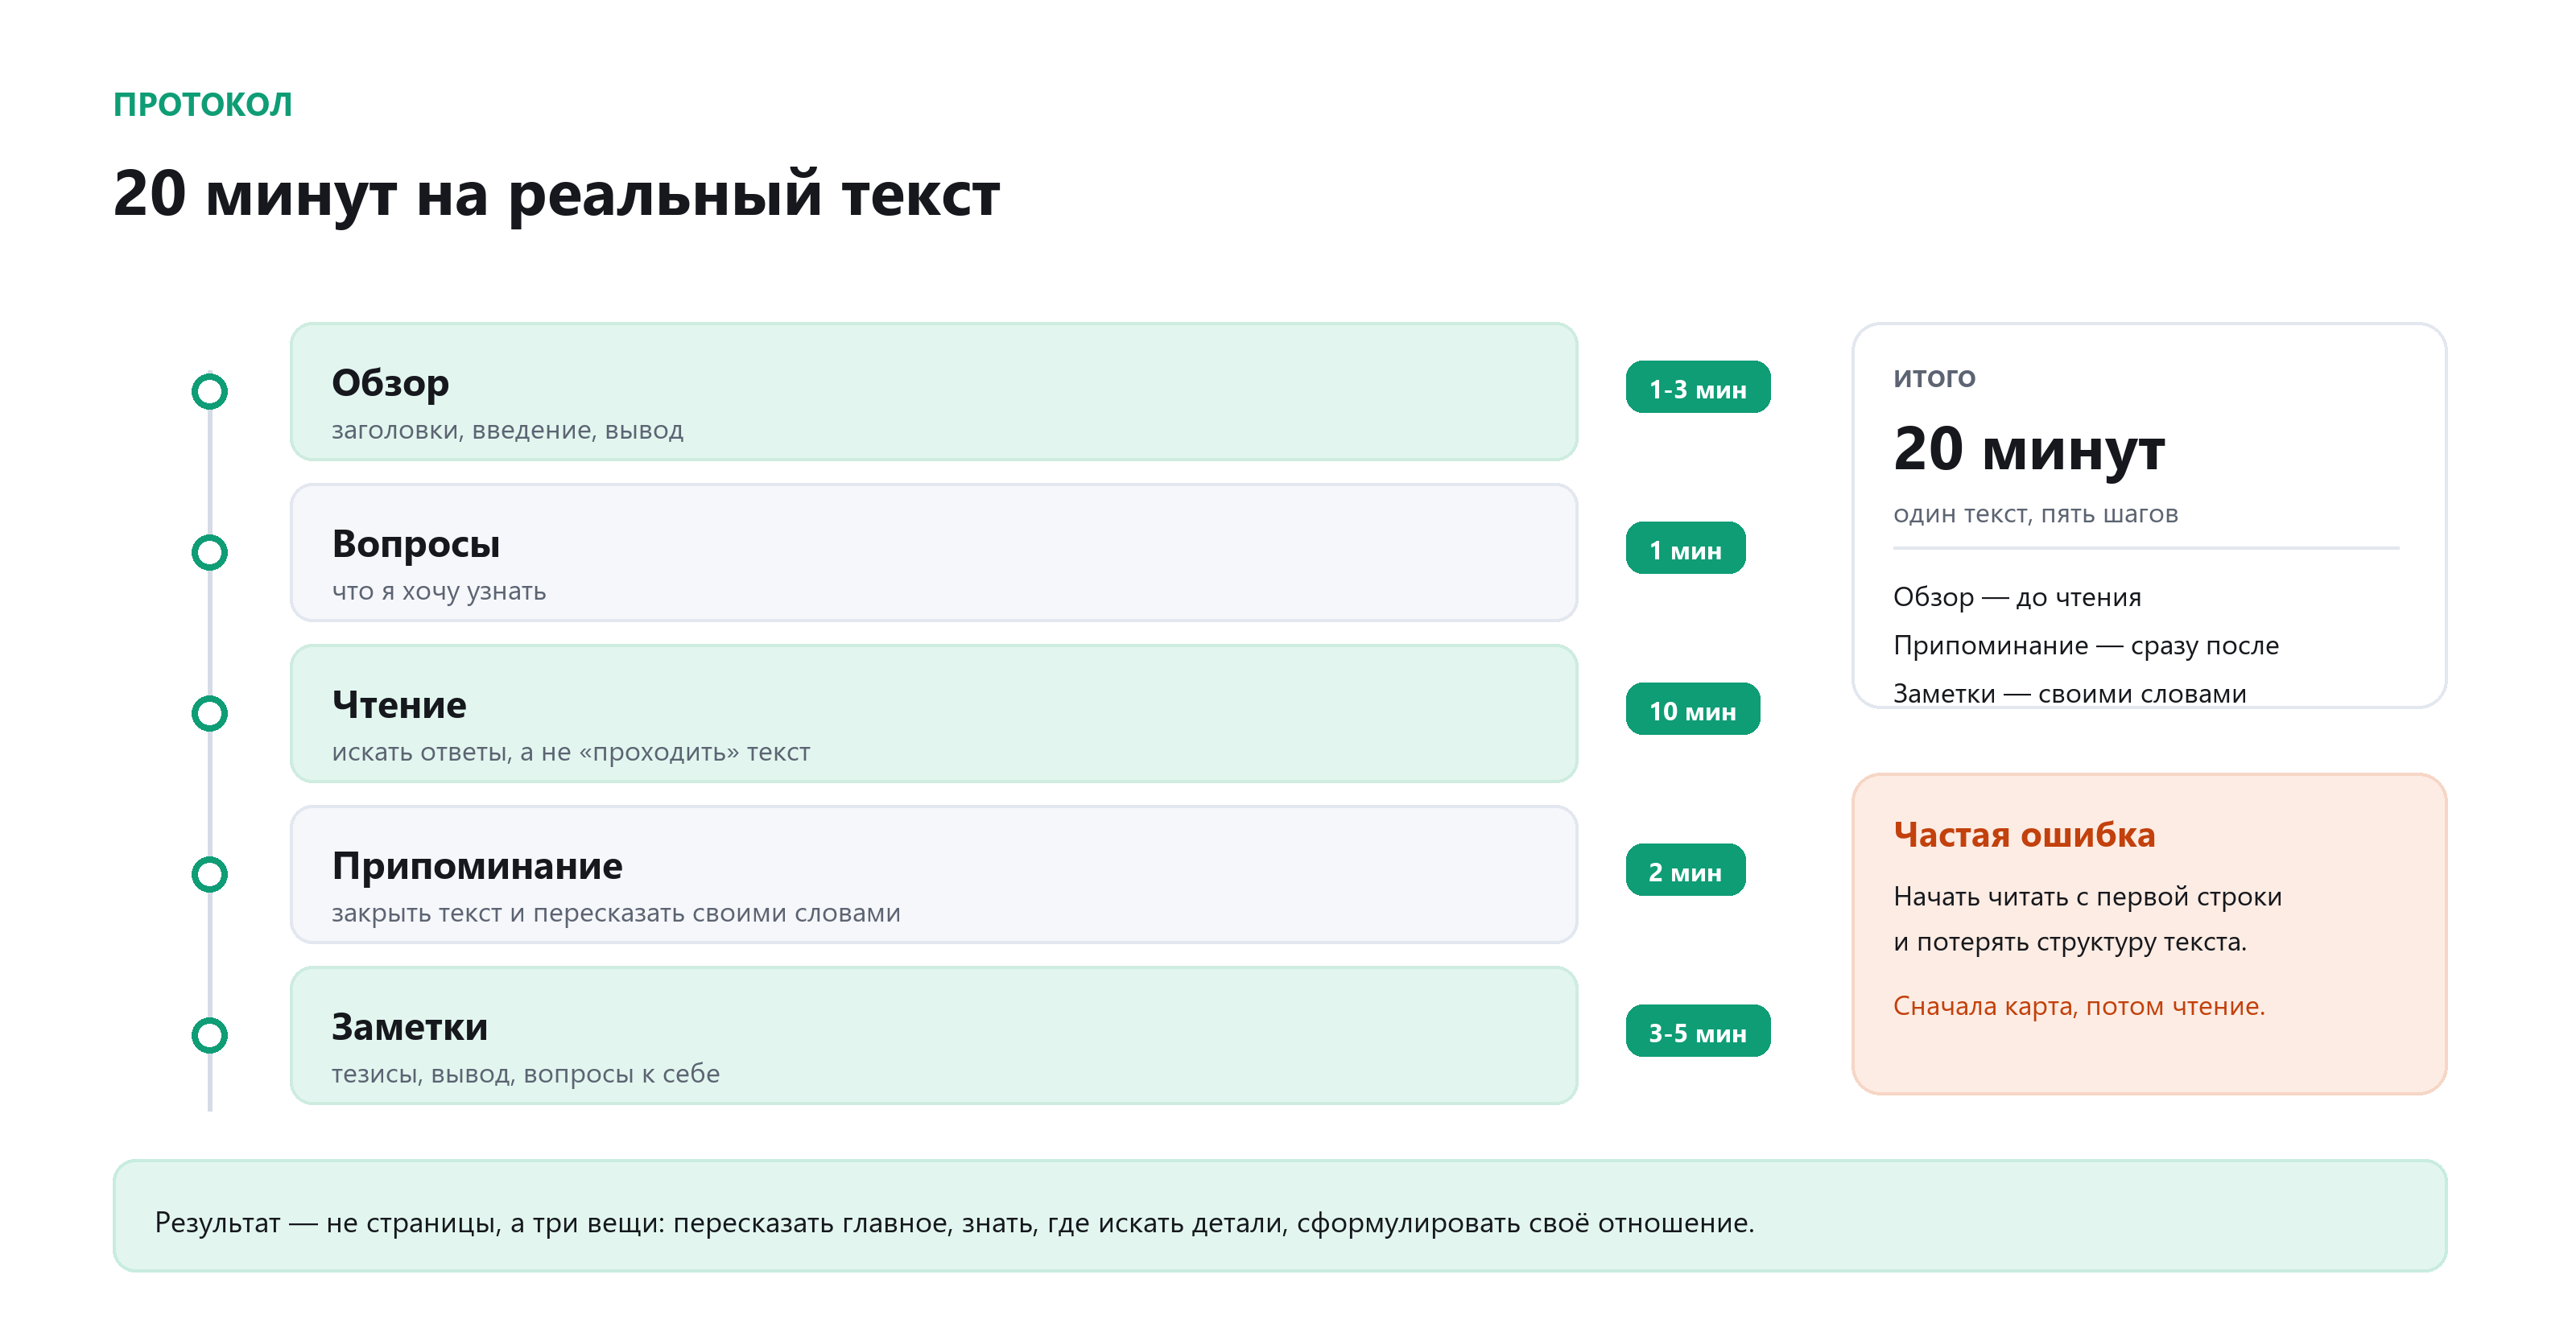 ПРОТОКОЛ
20 минут на реальный текст
Обзор
заголовки, введение, вывод
1-3 мин
Вопросы
что я хочу узнать
1 мин
Чтение
искать ответы, а не «проходить» текст
10 мин
Припоминание
закрыть текст и пересказать своими словами
2 мин
Заметки
тезисы, вывод, вопросы к себе
3-5 мин
ИТОГО
20 минут
один текст, пять шагов
Обзор — до чтения
Припоминание — сразу после
Заметки — своими словами
Частая ошибка
Начать читать с первой строки
и потерять структуру текста.
Сначала карта, потом чтение.
Результат — не страницы, а три вещи: пересказать главное, знать, где искать детали, сформулировать своё отношение.